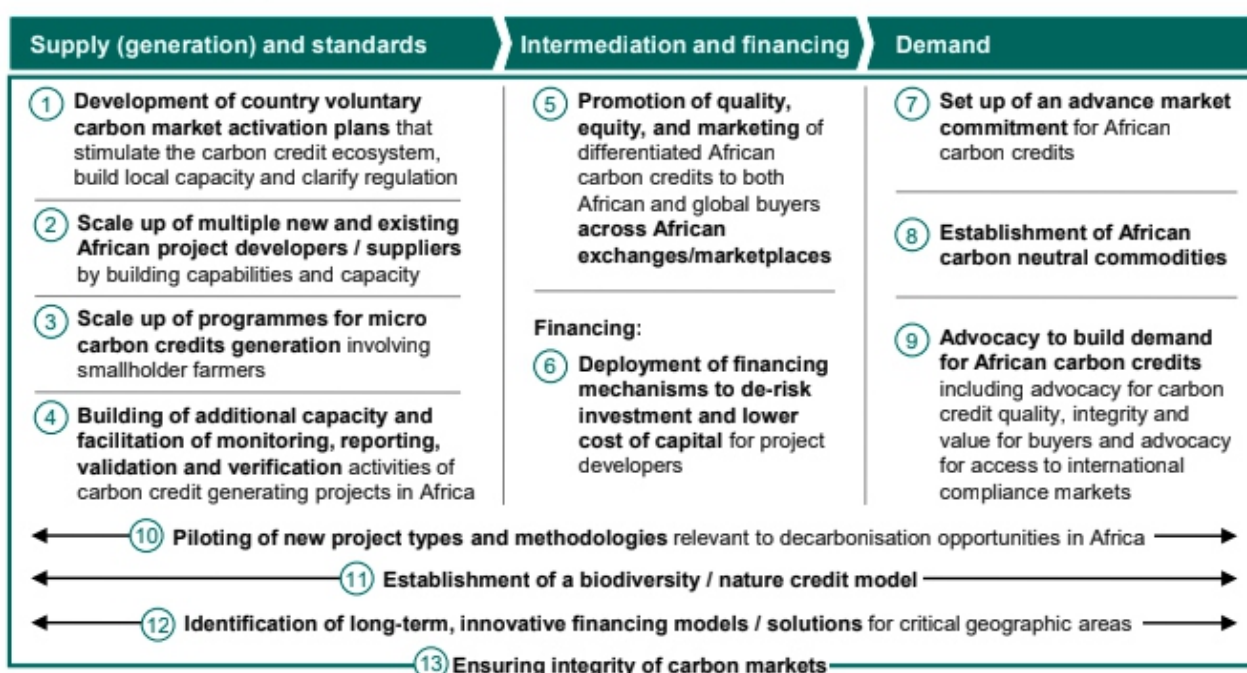 Supply (generation) and standards
Intermediation and financing
Demand
1 Development of country voluntary
carbon market activation plans that
stimulate the carbon credit ecosystem,
build local capacity and clarify regulation
2 Scale up of multiple new and existing
African project developers / suppliers
by building capabilities and capacity
3 Scale up of programmes for micro
carbon credits generation involving
smallholder farmers
4 Building of additional capacity and
facilitation of monitoring, reporting,
validation and verification activities of
carbon credit generating projects in Africa
5 Promotion of quality,
equity, and marketing of
differentiated African
carbon credits to both
African and global buyers
across African
exchanges/marketplaces
Financing:
6 Deployment of financing
mechanisms to de-risk
investment and lower
cost of capital for project
developers
7 Set up of an advance market
commitment for African
carbon credits
8 Establishment of African
carbon neutral commodities
9 Advocacy to build demand
for African carbon credits
including advocacy for carbon
credit quality, integrity and
value for buyers and advocacy
for access to international
compliance markets
10 Piloting of new project types and methodologies relevant to decarbonisation opportunities in Africa
11 Establishment of a biodiversity / nature credit model
12 Identification of long-term, innovative financing models / solutions for critical geographic areas
13 Ensuring integrity of carbon markets